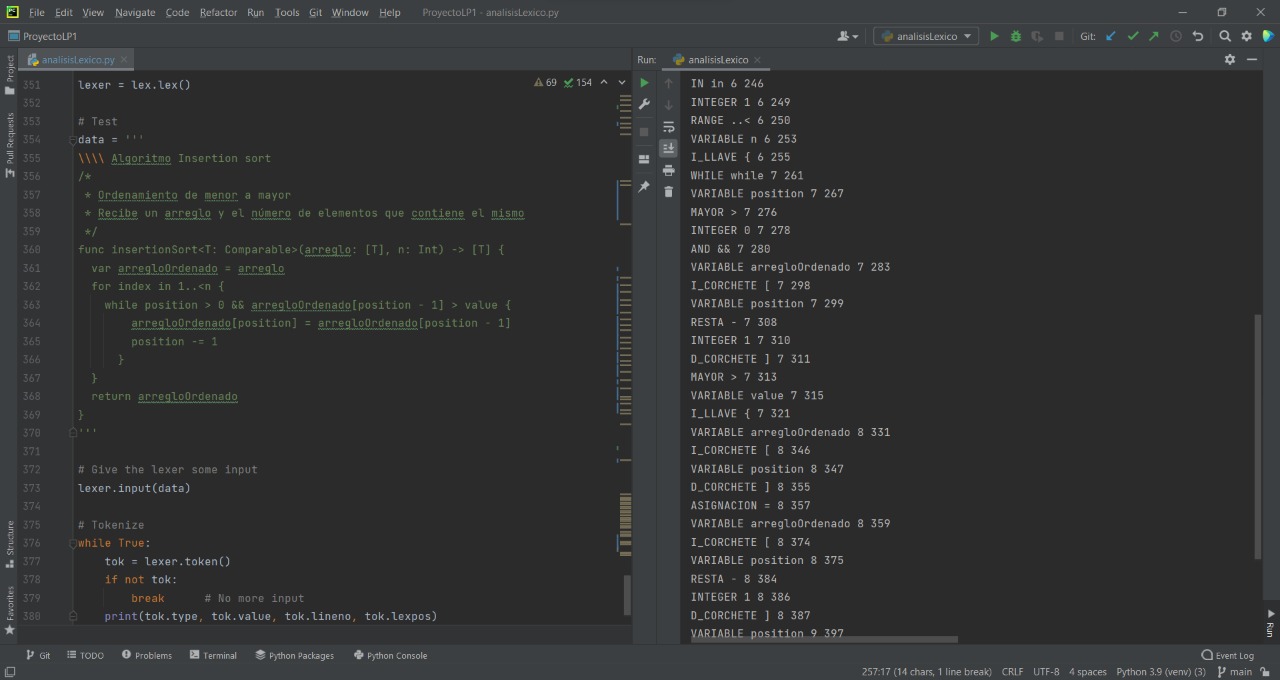 File Edit View Navigate Code Refactor Run Tools Git Window Help ProyectoLP1 - analisisLexico.py
ProyectoLP1 analisisLexico Git:
analisisLexico.py
Run: analisisLexico
Project
Pull Requests
Structure
Favorites
69 154
351 lexer = lex.lex()
352
353 # Test
354 data = '''
355 \\\\ Algoritmo Insertion sort
356 /*
357 * Ordenamiento de menor a mayor
358 * Recibe un arreglo y el número de elementos que contiene el mismo
359 */
360 func insertionSort<T: Comparable>(arreglo: [T], n: Int) -> [T] {
361 var arregloOrdenado = arreglo
362 for index in 1..<n {
363 while position > 0 && arregloOrdenado[position - 1] > value {
364 arregloOrdenado[position] = arregloOrdenado[position - 1]
365 position -= 1
366 }
367 }
368 return arregloOrdenado
369 }
370 '''
371
372 # Give the lexer some input
373 lexer.input(data)
374
375 # Tokenize
376 while True:
377 tok = lexer.token()
378 if not tok:
379 break # No more input
380 print(tok.type, tok.value, tok.lineno, tok.lexpos)
IN in 6 246
INTEGER 1 6 249
RANGE ..< 6 250
VARIABLE n 6 253
I_LLAVE { 6 255
WHILE while 7 261
VARIABLE position 7 267
MAYOR > 7 276
INTEGER 0 7 278
AND && 7 280
VARIABLE arregloOrdenado 7 283
I_CORCHETE [ 7 298
VARIABLE position 7 299
RESTA - 7 308
INTEGER 1 7 310
D_CORCHETE ] 7 311
MAYOR > 7 313
VARIABLE value 7 315
I_LLAVE { 7 321
VARIABLE arregloOrdenado 8 331
I_CORCHETE [ 8 346
VARIABLE position 8 347
D_CORCHETE ] 8 355
ASIGNACION = 8 357
VARIABLE arregloOrdenado 8 359
I_CORCHETE [ 8 374
VARIABLE position 8 375
RESTA - 8 384
INTEGER 1 8 386
D_CORCHETE ] 8 387
VARIABLE position 9 397
Run
Git TODO Problems Terminal Python Packages Python Console Event Log
257:17 (14 chars, 1 line break) CRLF UTF-8 4 spaces Python 3.9 (venv) (3) main